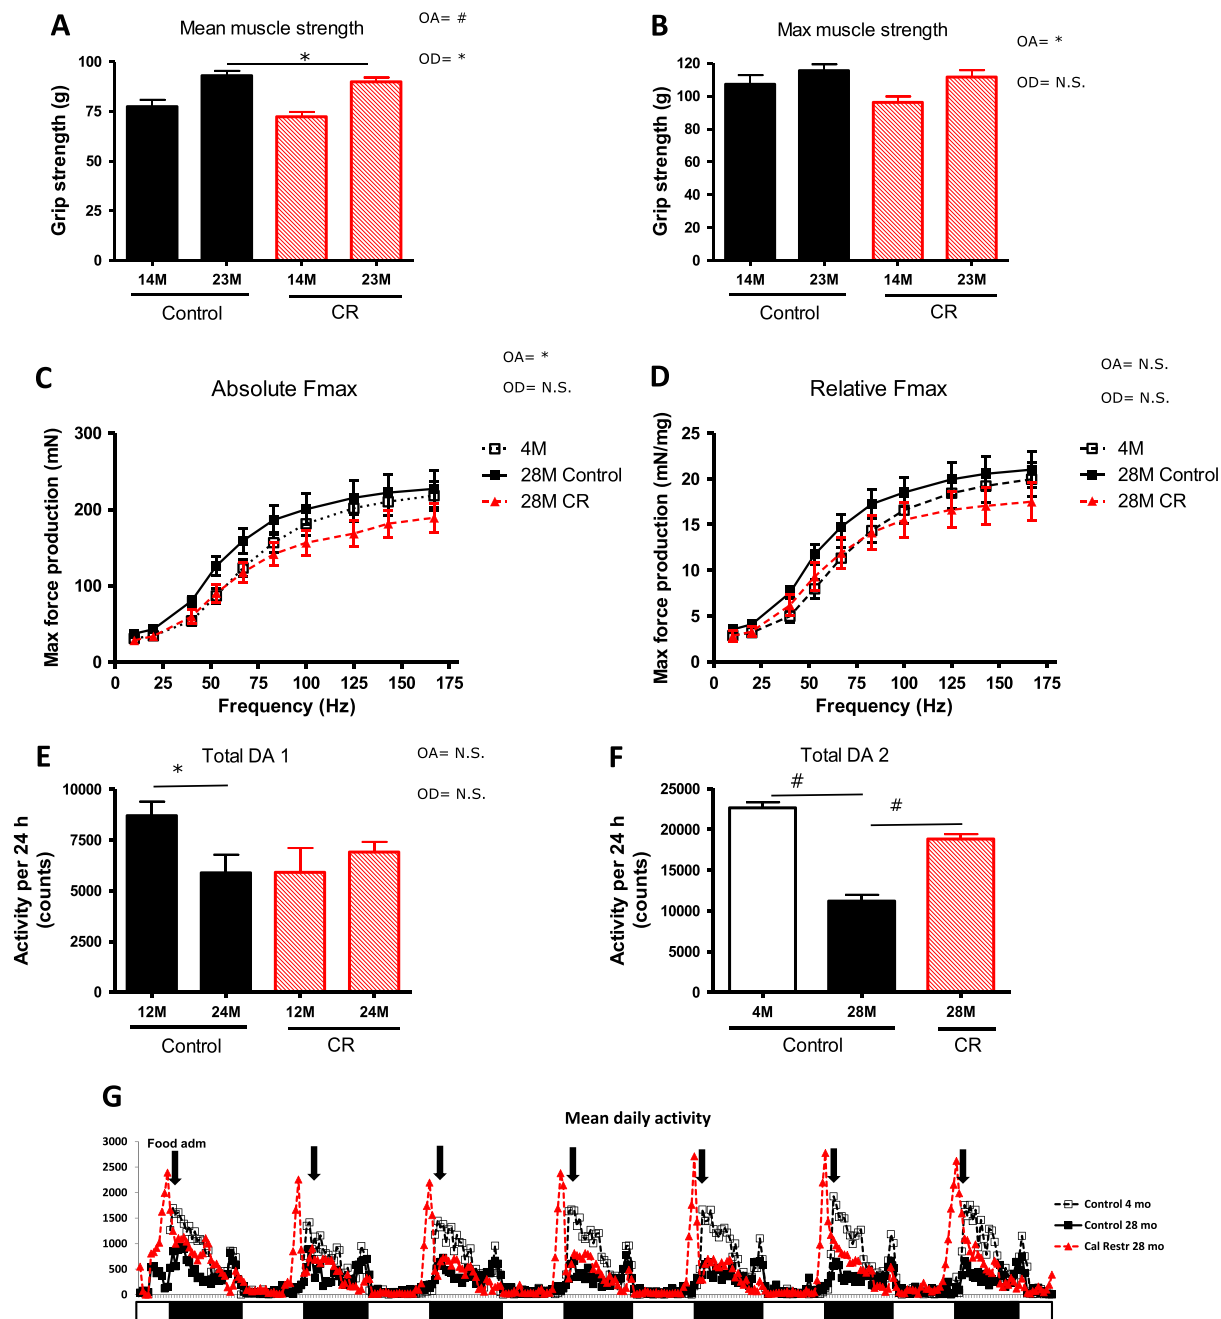 A
Mean muscle strength
OA= #
OD= *
*
Grip strength (g)
100
75
50
25
0
14M 23M 14M 23M
Control CR
B
Max muscle strength
OA= *
OD= N.S.
Grip strength (g)
120
100
80
60
40
20
0
14M 23M 14M 23M
Control CR
C
Absolute Fmax
OA= *
OD= N.S.
Max force production (mN)
300
200
100
0
0 25 50 75 100 125 150 175
Frequency (Hz)
4M
28M Control
28M CR
D
Relative Fmax
OA= N.S.
OD= N.S.
Max force production (mN/mg)
25
20
15
10
5
0
0 25 50 75 100 125 150 175
Frequency (Hz)
4M
28M Control
28M CR
E
Total DA 1
OA= N.S.
OD= N.S.
*
Activity per 24 h
(counts)
10000
7500
5000
2500
0
12M 24M 12M 24M
Control CR
F
Total DA 2
# #
Activity per 24 h
(counts)
25000
20000
15000
10000
5000
0
4M 28M 28M
Control CR
G
Mean daily activity
Food adm
3000
2500
2000
1500
1000
500
0
Control 4 mo
Control 28 mo
Cal Restr 28 mo